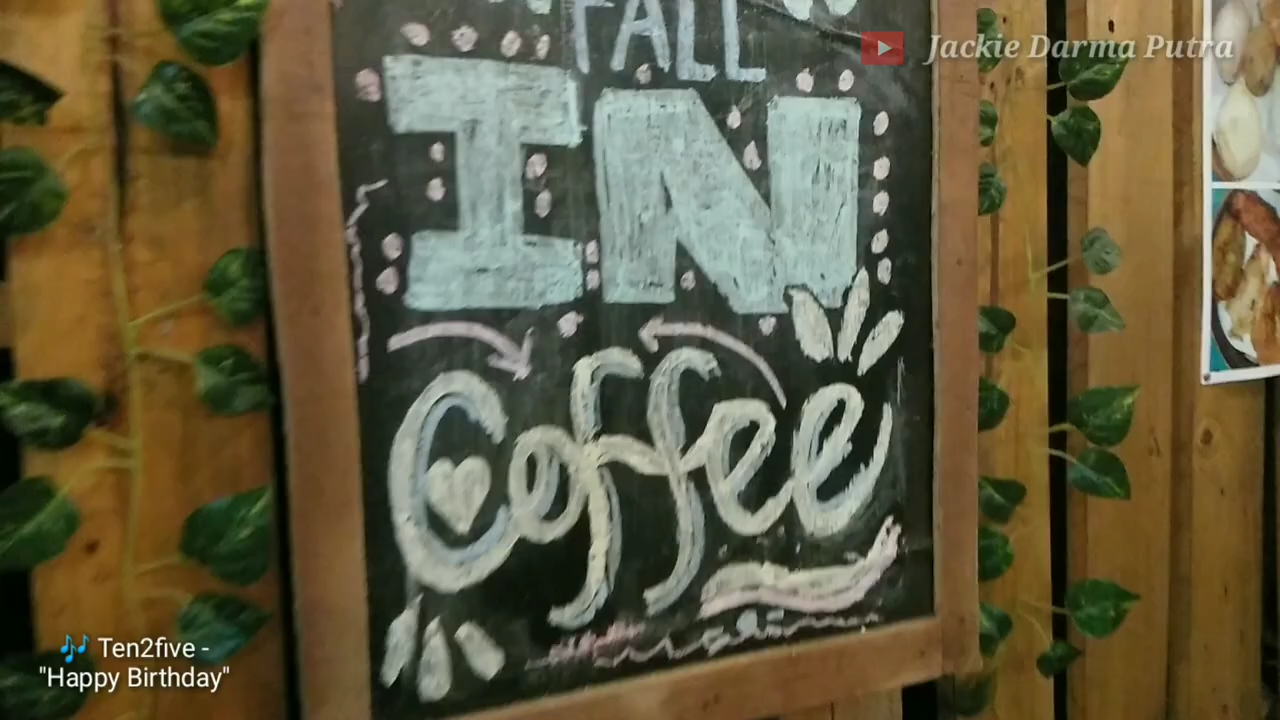 FALL
IN
Coffee
Jackie Darma Putra
🎶 Ten2five -
"Happy Birthday"